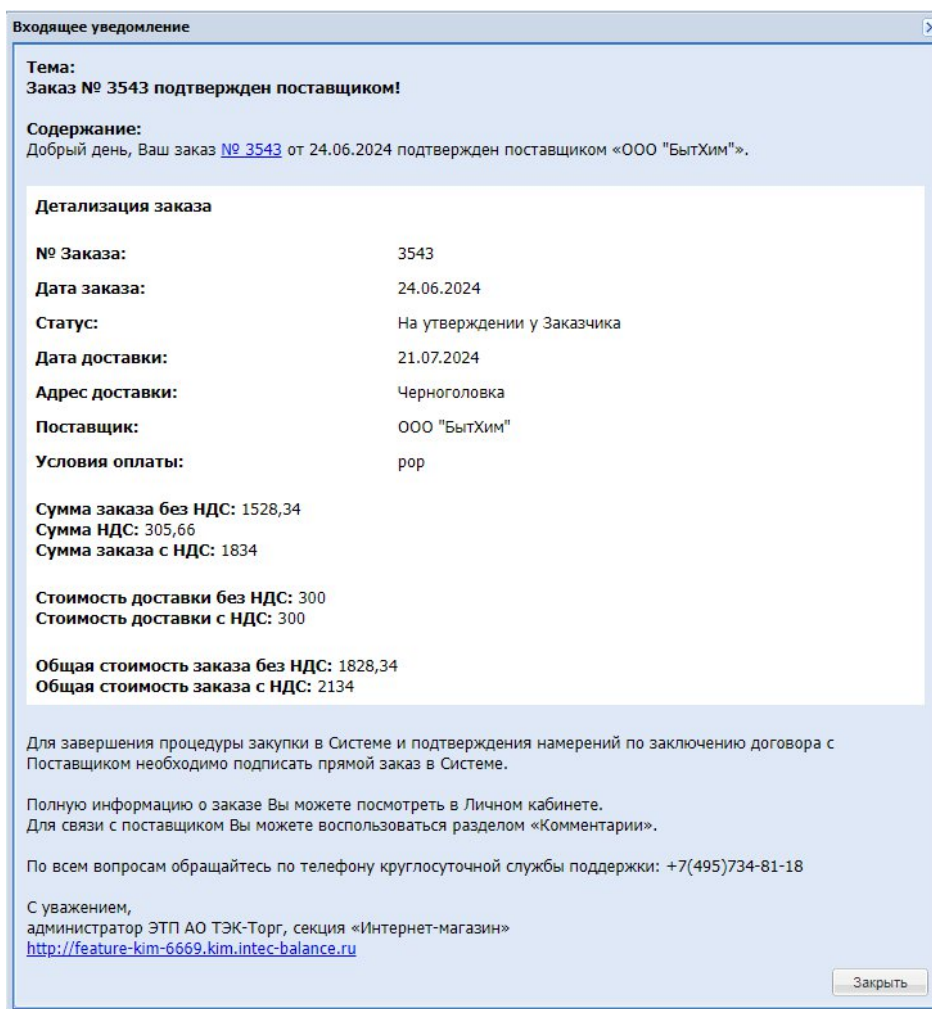 Входящее уведомление
Тема:
Заказ № 3543 подтвержден поставщиком!
Содержание:
Добрый день, Ваш заказ № 3543 от 24.06.2024 подтвержден поставщиком «ООО "БытХим"».
Детализация заказа
№ Заказа: 3543
Дата заказа: 24.06.2024
Статус: На утверждении у Заказчика
Дата доставки: 21.07.2024
Адрес доставки: Черноголовка
Поставщик: ООО "БытХим"
Условия оплаты: рор
Сумма заказа без НДС: 1528,34
Сумма НДС: 305,66
Сумма заказа с НДС: 1834
Стоимость доставки без НДС: 300
Стоимость доставки с НДС: 300
Общая стоимость заказа без НДС: 1828,34
Общая стоимость заказа с НДС: 2134
Для завершения процедуры закупки в Системе и подтверждения намерений по заключению договора с
Поставщиком необходимо подписать прямой заказ в Системе.
Полную информацию о заказе Вы можете посмотреть в Личном кабинете.
Для связи с поставщиком Вы можете воспользоваться разделом «Комментарии».
По всем вопросам обращайтесь по телефону круглосуточной службы поддержки: +7(495)734-81-18
С уважением,
администратор ЭТП АО ТЭК-Торг, секция «Интернет-магазин»
http://feature-kim-6669.kim.intec-balance.ru
Закрыть